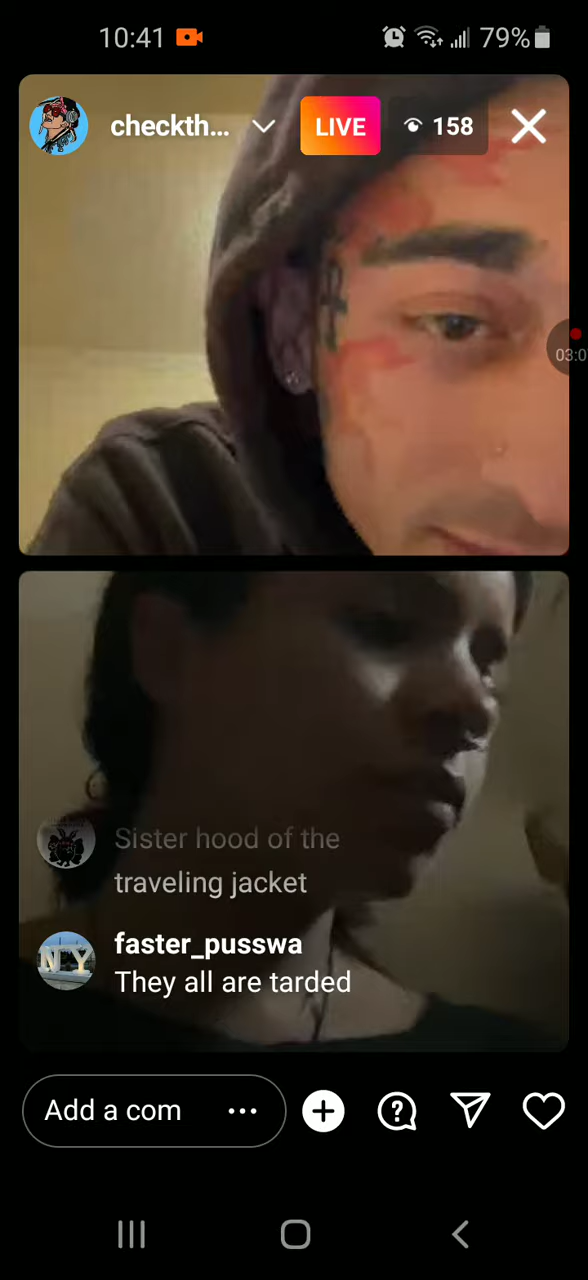 10:41
79%
checkth...
LIVE
158
03:0
Sister hood of the
traveling jacket
faster_pusswa
They all are tarded
NY
Add a com